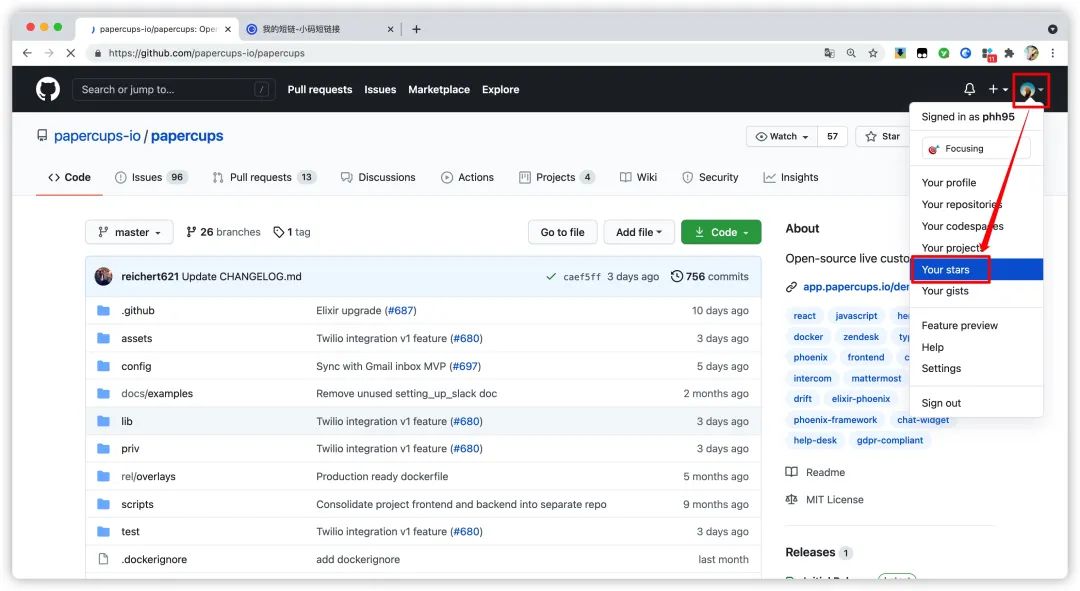 papercups-io/papercups: Oper
我的短链-小码短链接
https://github.com/papercups-io/papercups
11
Search or jump to...
/
Pull requests Issues Marketplace Explore
Signed in as phh95
Focusing
Your profile
Your repositories
Your codespaces
Your projects
Your stars
Your gists
Feature preview
Help
Settings
Sign out
papercups-io / papercups
Watch 57 Star
Code Issues 96 Pull requests 13 Discussions Actions Projects 4 Wiki Security Insights
master 26 branches 1 tag Go to file Add file Code
reichert621 Update CHANGELOG.md caef5ff 3 days ago 756 commits
.github Elixir upgrade (#687) 10 days ago
assets Twilio integration v1 feature (#680) 3 days ago
config Sync with Gmail inbox MVP (#697) 5 days ago
docs/examples Remove unused setting_up_slack doc 2 months ago
lib Twilio integration v1 feature (#680) 3 days ago
priv Twilio integration v1 feature (#680) 3 days ago
rel/overlays Production ready dockerfile 5 months ago
scripts Consolidate project frontend and backend into separate repo 9 months ago
test Twilio integration v1 feature (#680) 3 days ago
.dockerignore add dockerignore last month
About
Open-source live custo
app.papercups.io/der
react javascript he
docker zendesk typ
phoenix frontend c
intercom mattermost
drift elixir-phoenix
phoenix-framework chat-widget
help-desk gdpr-compliant
Readme
MIT License
Releases 1